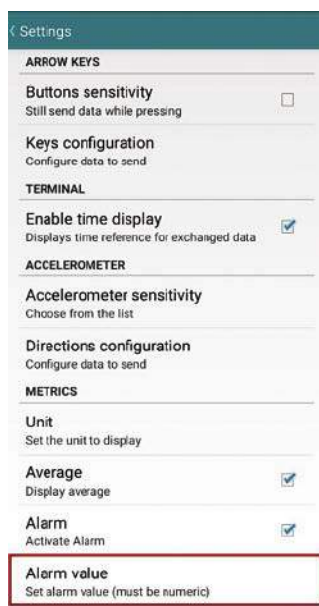 Settings
ARROW KEYS
Buttons sensitivity
Still send data while pressing
Keys configuration
Configure data to send
TERMINAL
Enable time display
Displays time reference for exchanged data
ACCELEROMETER
Accelerometer sensitivity
Choose from the list
Directions configuration
Configure data to send
METRICS
Unit
Set the unit to display
Average
Display average
Alarm
Activate Alarm
Alarm value
Set alarm value (must be numeric)